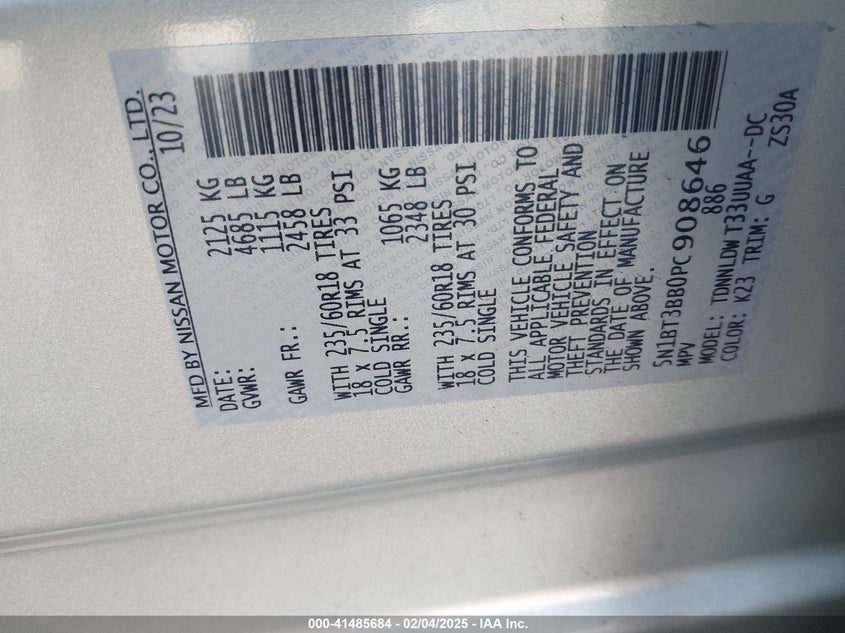 MFD BY NISSAN MOTOR CO., LTD.
DATE: 10/23
GVWR: 2125 KG
4685 LB
GAWR FR.: 1115 KG
2458 LB
WITH 235/60R18 TIRES
18 X 7.5 RIMS AT 33 PSI
COLD SINGLE
GAWR RR.: 1065 KG
2348 LB
WITH 235/60R18 TIRES
18 X 7.5 RIMS AT 30 PSI
COLD SINGLE
THIS VEHICLE CONFORMS TO
ALL APPLICABLE FEDERAL
MOTOR VEHICLE SAFETY AND
THEFT PREVENTION
STANDARDS IN EFFECT ON
THE DATE OF MANUFACTURE
SHOWN ABOVE.
5N1BT3BB0PC908646
MPV 886
MODEL: TDNNLDW T33UUAA--DC
COLOR: K23 TRIM: G ZS30A
000-41485684 - 02/04/2025 - IAA Inc.